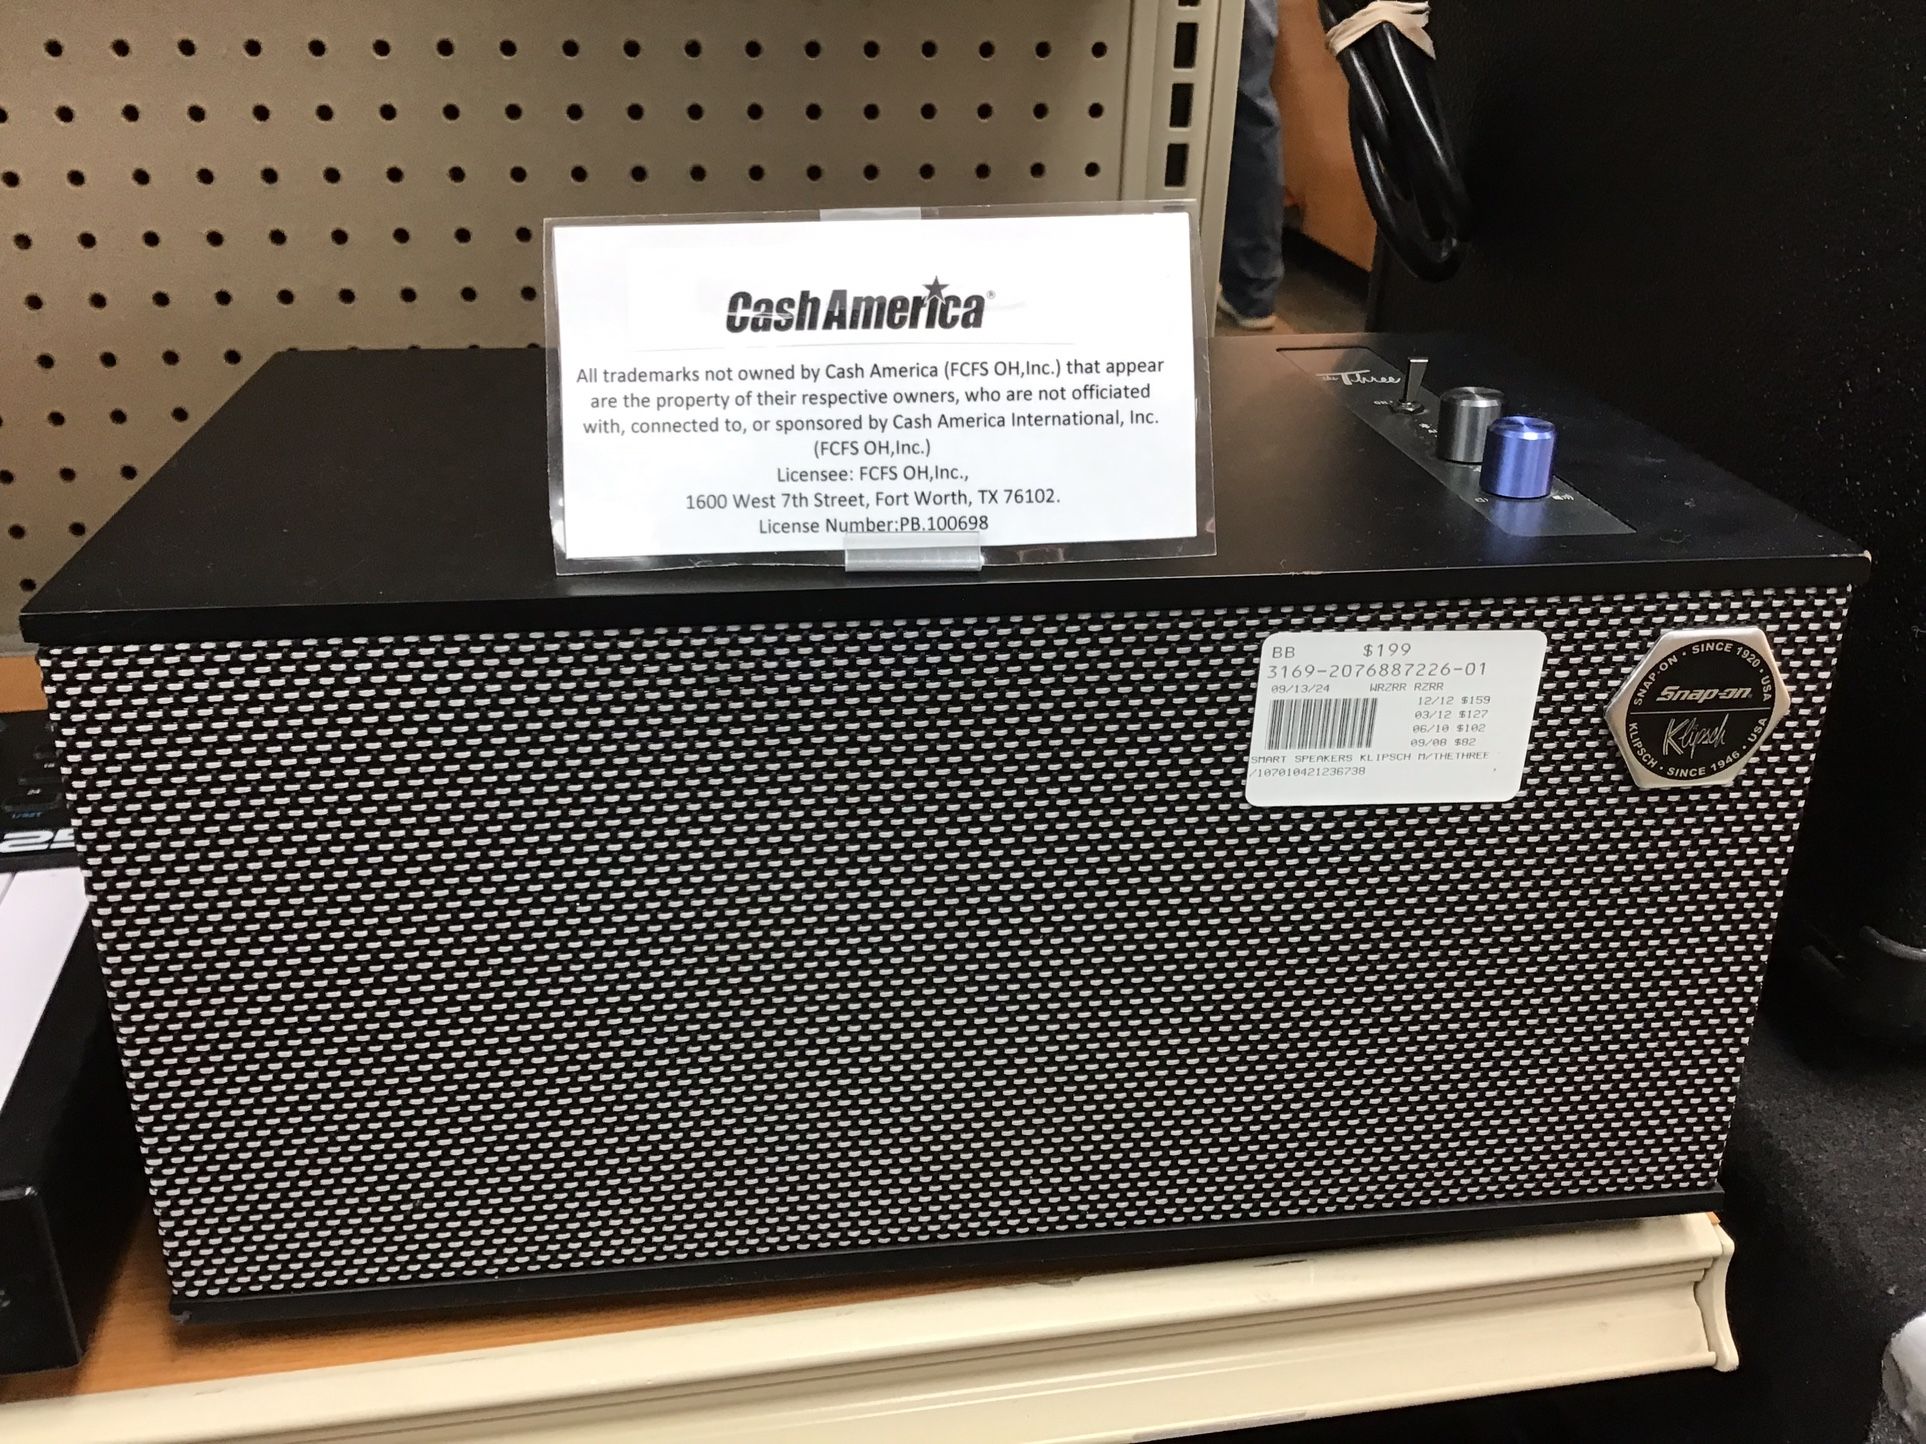 CashAmerica®
All trademarks not owned by Cash America (FCFS OH,Inc.) that appear
are the property of their respective owners, who are not officiated
with, connected to, or sponsored by Cash America International, Inc.
(FCFS OH,Inc.)
Licensee: FCFS OH,Inc.,
1600 West 7th Street, Fort Worth, TX 76102.
License Number:PB.100698
the Three
BB $199
3169-2076887226-01
09/13/24 WRZRR RZRR
12/12 $159
03/12 $127
06/10 $102
09/08 $82
SMART SPEAKERS KLIPSCH M/THETHREE
/107010421236738
SNAP-ON • SINCE 1920 • USA
Snap-on
Klipsch
KLIPSCH • SINCE 1946 • USA